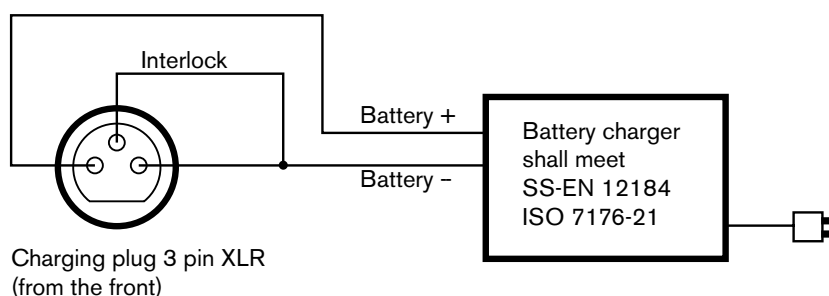 Interlock
Battery +
Battery –
Battery charger
shall meet
SS-EN 12184
ISO 7176-21
Charging plug 3 pin XLR
(from the front)